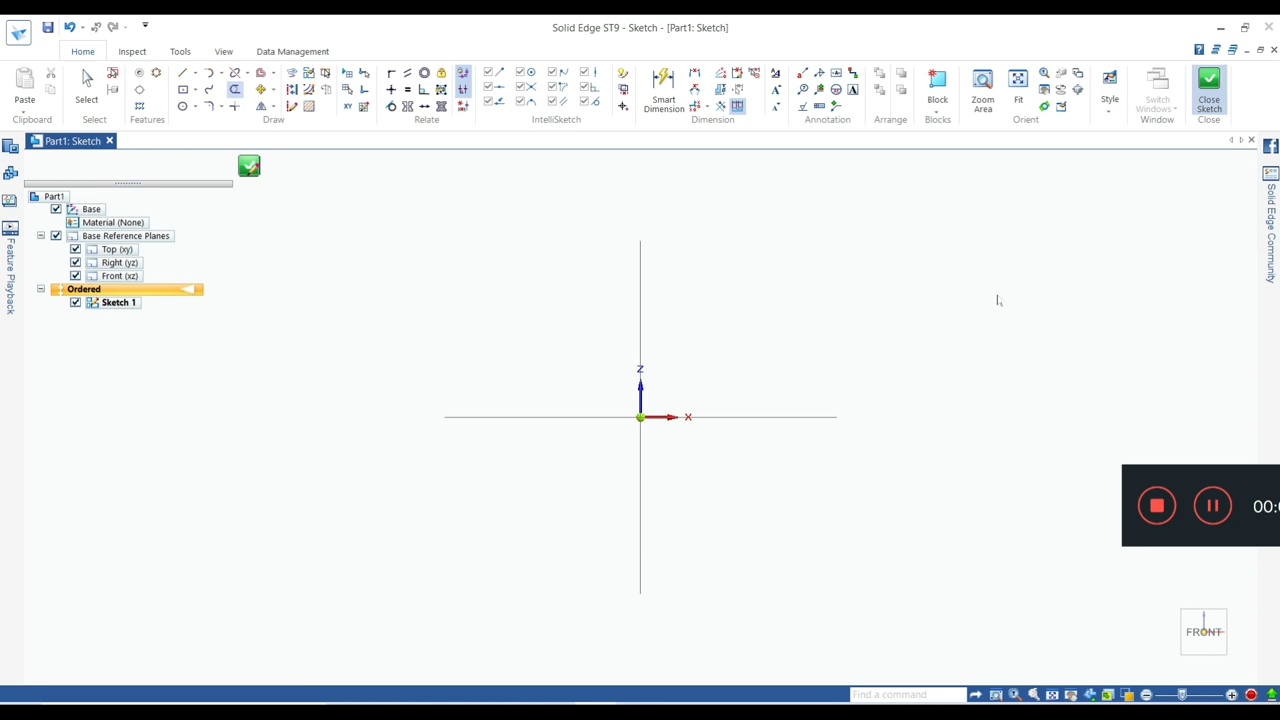 Solid Edge ST9 - Sketch - [Part1: Sketch]
Home Inspect Tools View Data Management
Paste Select Smart Dimension Block Zoom Area Fit Style Switch Windows Close Sketch
Clipboard Select Features Draw Relate IntelliSketch Dimension Annotation Arrange Blocks Orient Window Close
Part1: Sketch
Part1
Base
Material (None)
Base Reference Planes
Top (xy)
Right (yz)
Front (xz)
Ordered
Sketch 1
Feature Playback
Solid Edge Community
Z
X
FRONT
Find a command